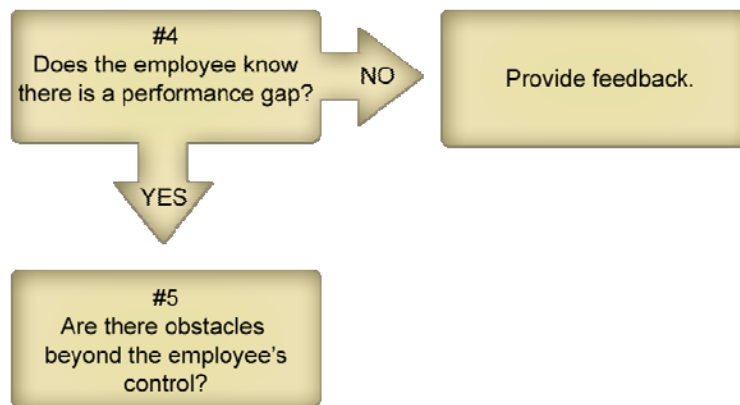 #4
Does the employee know
there is a performance gap?
NO
Provide feedback.
YES
#5
Are there obstacles
beyond the employee's
control?